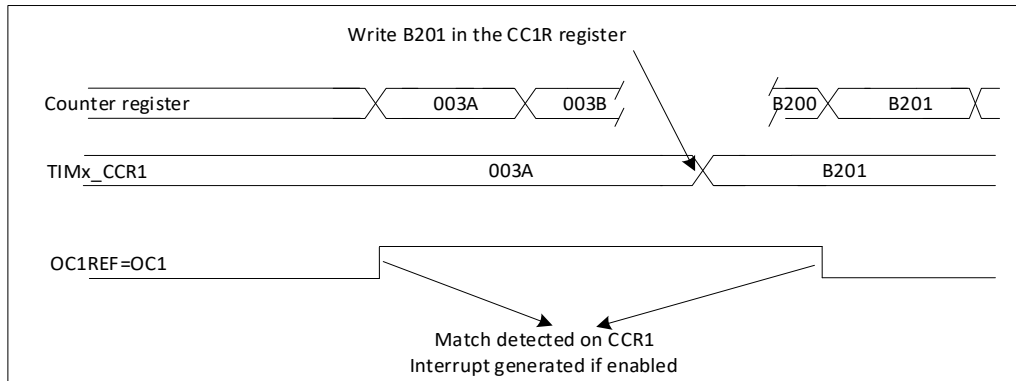 Write B201 in the CC1R register
Counter register 003A 003B B200 B201
TIMx_CCR1 003A B201
OC1REF=OC1
Match detected on CCR1
Interrupt generated if enabled